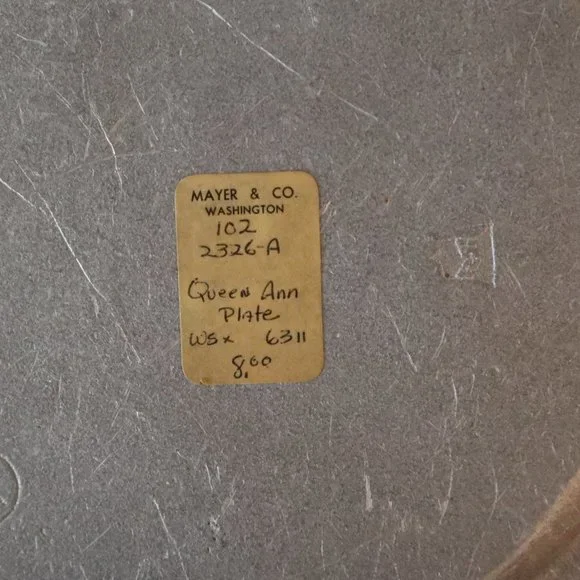 MAYER & CO.
WASHINGTON
102
2326-A
Queen Ann
Plate
WSX 6311
8.00